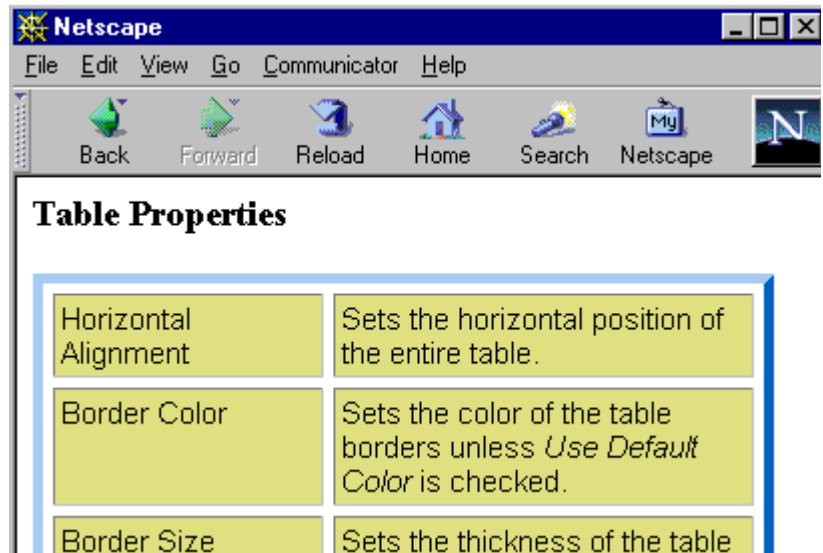 Netscape
File Edit View Go Communicator Help
Back Forward Reload Home Search Netscape
My
N
Table Properties
Horizontal
Alignment
Sets the horizontal position of
the entire table.
Border Color
Sets the color of the table
borders unless Use Default
Color is checked.
Border Size
Sets the thickness of the table